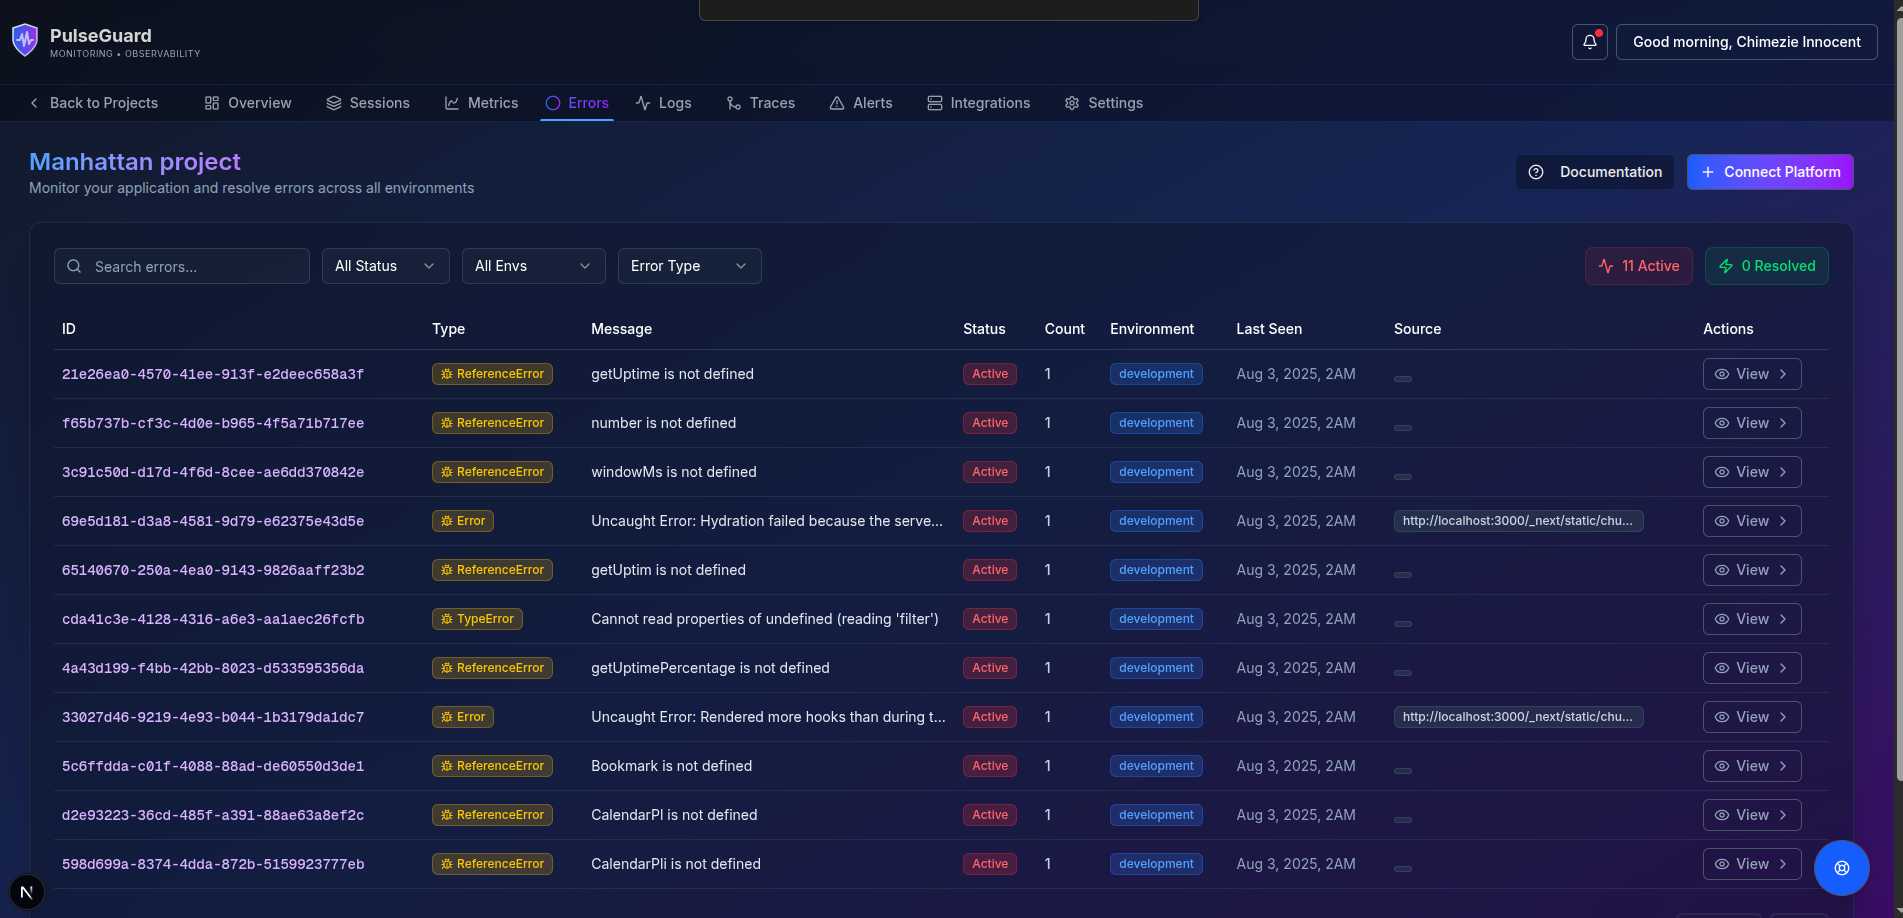 PulseGuard
MONITORING • OBSERVABILITY
Good morning, Chimezie Innocent
Back to Projects Overview Sessions Metrics Errors Logs Traces Alerts Integrations Settings
Manhattan project
Monitor your application and resolve errors across all environments
Documentation
Connect Platform
Search errors...
All Status
All Envs
Error Type
11 Active
0 Resolved
ID Type Message Status Count Environment Last Seen Source Actions
21e26ea0-4570-41ee-913f-e2deec658a3f ReferenceError getUptime is not defined Active 1 development Aug 3, 2025, 2AM View
f65b737b-cf3c-4d0e-b965-4f5a71b717ee ReferenceError number is not defined Active 1 development Aug 3, 2025, 2AM View
3c91c50d-d17d-4f6d-8cee-ae6dd370842e ReferenceError windowMs is not defined Active 1 development Aug 3, 2025, 2AM View
69e5d181-d3a8-4581-9d79-e62375e43d5e Error Uncaught Error: Hydration failed because the serve... Active 1 development Aug 3, 2025, 2AM http://localhost:3000/_next/static/chu... View
65140670-250a-4ea0-9143-9826aaff23b2 ReferenceError getUptim is not defined Active 1 development Aug 3, 2025, 2AM View
cda41c3e-4128-4316-a6e3-aa1aec26fcfb TypeError Cannot read properties of undefined (reading 'filter') Active 1 development Aug 3, 2025, 2AM View
4a43d199-f4bb-42bb-8023-d533595356da ReferenceError getUptimePercentage is not defined Active 1 development Aug 3, 2025, 2AM View
33027d46-9219-4e93-b044-1b3179da1dc7 Error Uncaught Error: Rendered more hooks than during t... Active 1 development Aug 3, 2025, 2AM http://localhost:3000/_next/static/chu... View
5c6ffdda-c01f-4088-88ad-de60550d3de1 ReferenceError Bookmark is not defined Active 1 development Aug 3, 2025, 2AM View
d2e93223-36cd-485f-a391-88ae63a8ef2c ReferenceError CalendarPl is not defined Active 1 development Aug 3, 2025, 2AM View
598d699a-8374-4dda-872b-5159923777eb ReferenceError CalendarPli is not defined Active 1 development Aug 3, 2025, 2AM View
N